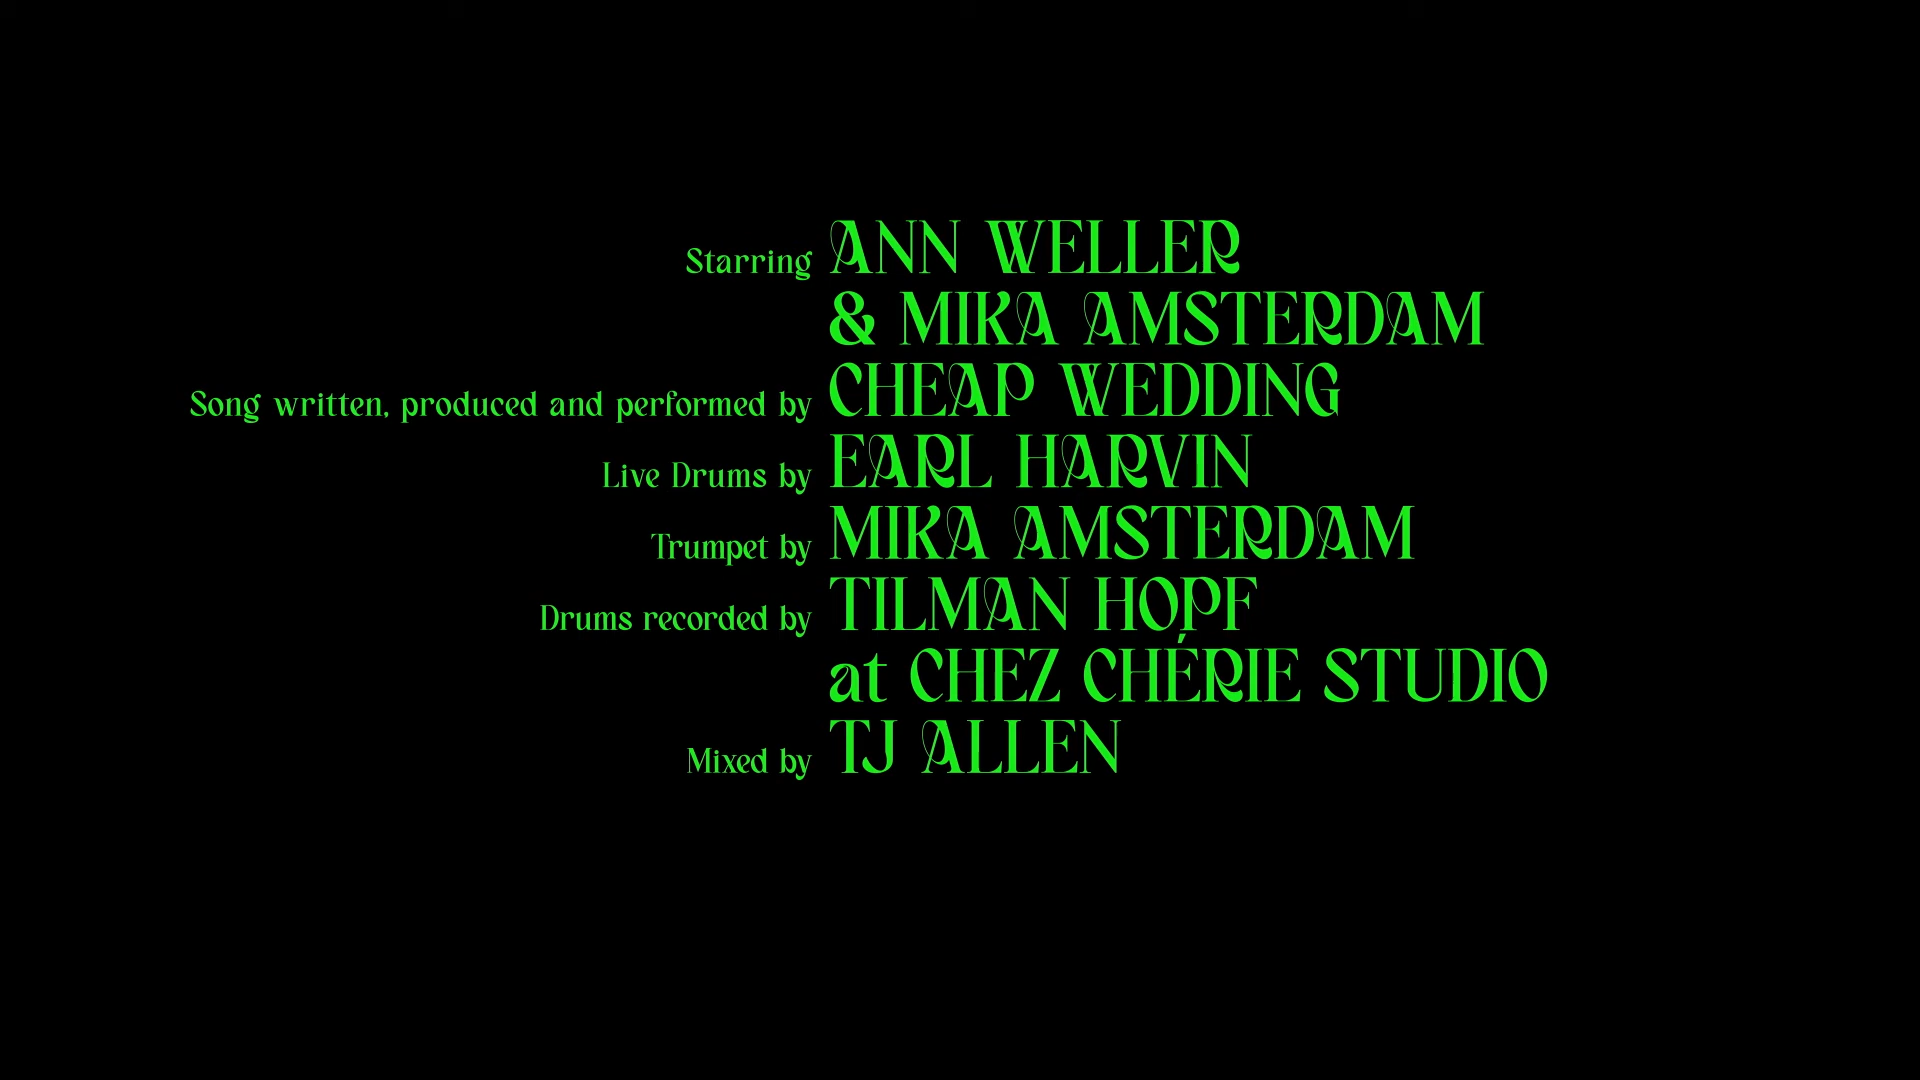 Starring ANN WELLER
& MIKA AMSTERDAM
Song written, produced and performed by CHEAP WEDDING
Live Drums by EARL HARVIN
Trumpet by MIKA AMSTERDAM
Drums recorded by TILMAN HOPF
at CHEZ CHÉRIE STUDIO
Mixed by TJ ALLEN